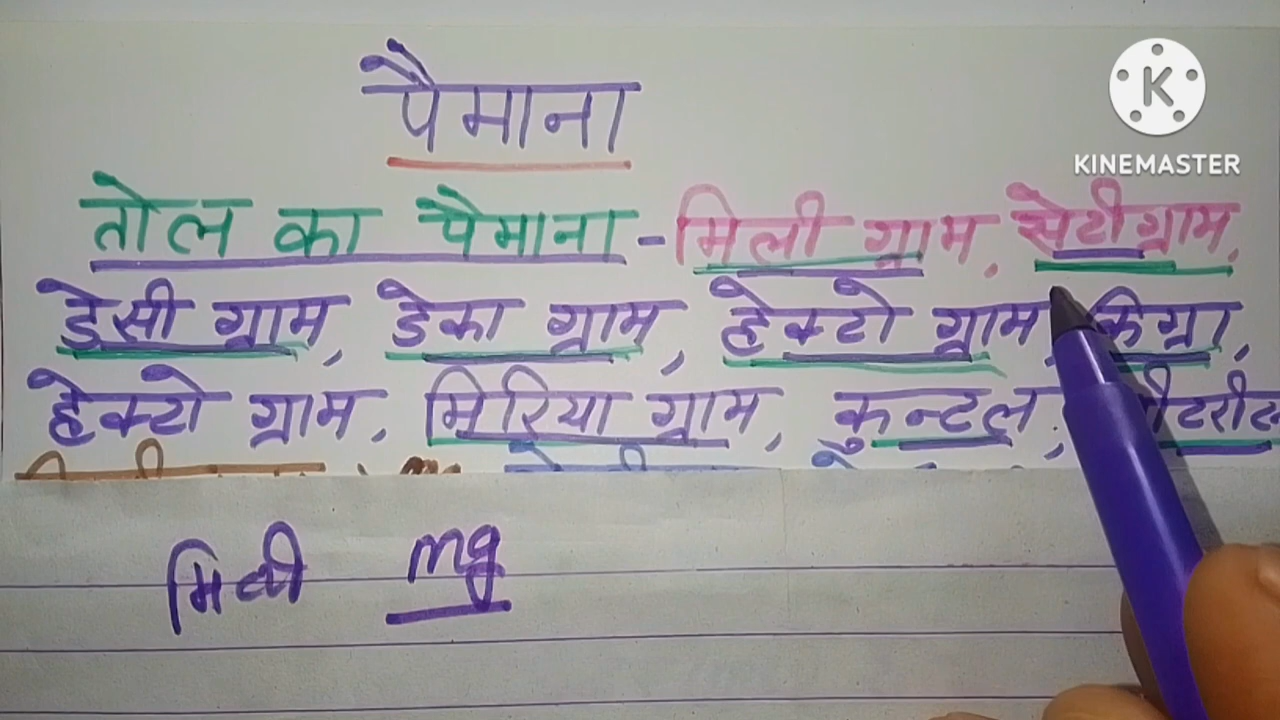 पैमाना
K
KINEMASTER
तोल का पैमाना - मिली ग्राम, सेटीग्राम,
डेसी ग्राम, डेका ग्राम, हेक्टो ग्राम, किग्रा,
हेक्टो ग्राम, मिरिया ग्राम, कुन्टल,
मिली mg